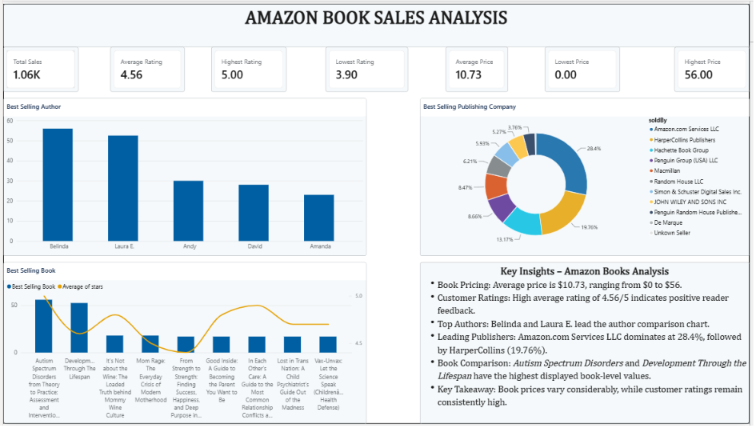 AMAZON BOOK SALES ANALYSIS
Total Sales
1.06K
Average Rating
4.56
Highest Rating
5.00
Lowest Rating
3.90
Average Price
10.73
Lowest Price
0.00
Highest Price
56.00
Best Selling Author
60
50
40
30
20
10
0
Belinda
Laura E.
Andy
David
Amanda
Best Selling Publishing Company
28.4%
19.76%
13.17%
8.66%
8.47%
6.21%
5.93%
5.27%
3.76%
soldBy
Amazon.com Services LLC
HarperCollins Publishers
Hachette Book Group
Penguin Group (USA) LLC
Macmillan
Random House LLC
Simon & Schuster Digital Sales Inc.
JOHN WILEY AND SONS INC
Penguin Random House Publishe...
De Marque
Unkown Seller
Best Selling Book
Best Selling Book
Average of stars
50
0
5.0
4.5
Autism
Spectrum
Disorders
from Theory
to Practice:
Assessment
and
Interventio...
Developm...
Through The
Lifespan
It's Not
about the
Wine: The
Loaded
Truth behind
Mommy
Wine
Culture
Mom Rage:
The
Everyday
Crisis of
Modern
Motherhood
From
Strength to
Strength:
Finding
Success,
Happiness,
and Deep
Purpose in...
Good Inside:
A Guide to
Becoming
the Parent
You Want to
Be
In Each
Other's
Care: A
Guide to the
Most
Common
Relationship
Conflicts a...
Lost in Trans
Nation: A
Child
Psychiatrist's
Guide Out
of the
Madness
Vax-Unvax:
Let the
Science
Speak
(Children's
Health
Defense)
Key Insights – Amazon Books Analysis
• Book Pricing: Average price is $10.73, ranging from $0 to $56.
• Customer Ratings: High average rating of 4.56/5 indicates positive reader
feedback.
• Top Authors: Belinda and Laura E. lead the author comparison chart.
• Leading Publishers: Amazon.com Services LLC dominates at 28.4%, followed
by HarperCollins (19.76%).
• Book Comparison: Autism Spectrum Disorders and Development Through the
Lifespan have the highest displayed book-level values.
• Key Takeaway: Book prices vary considerably, while customer ratings remain
consistently high.